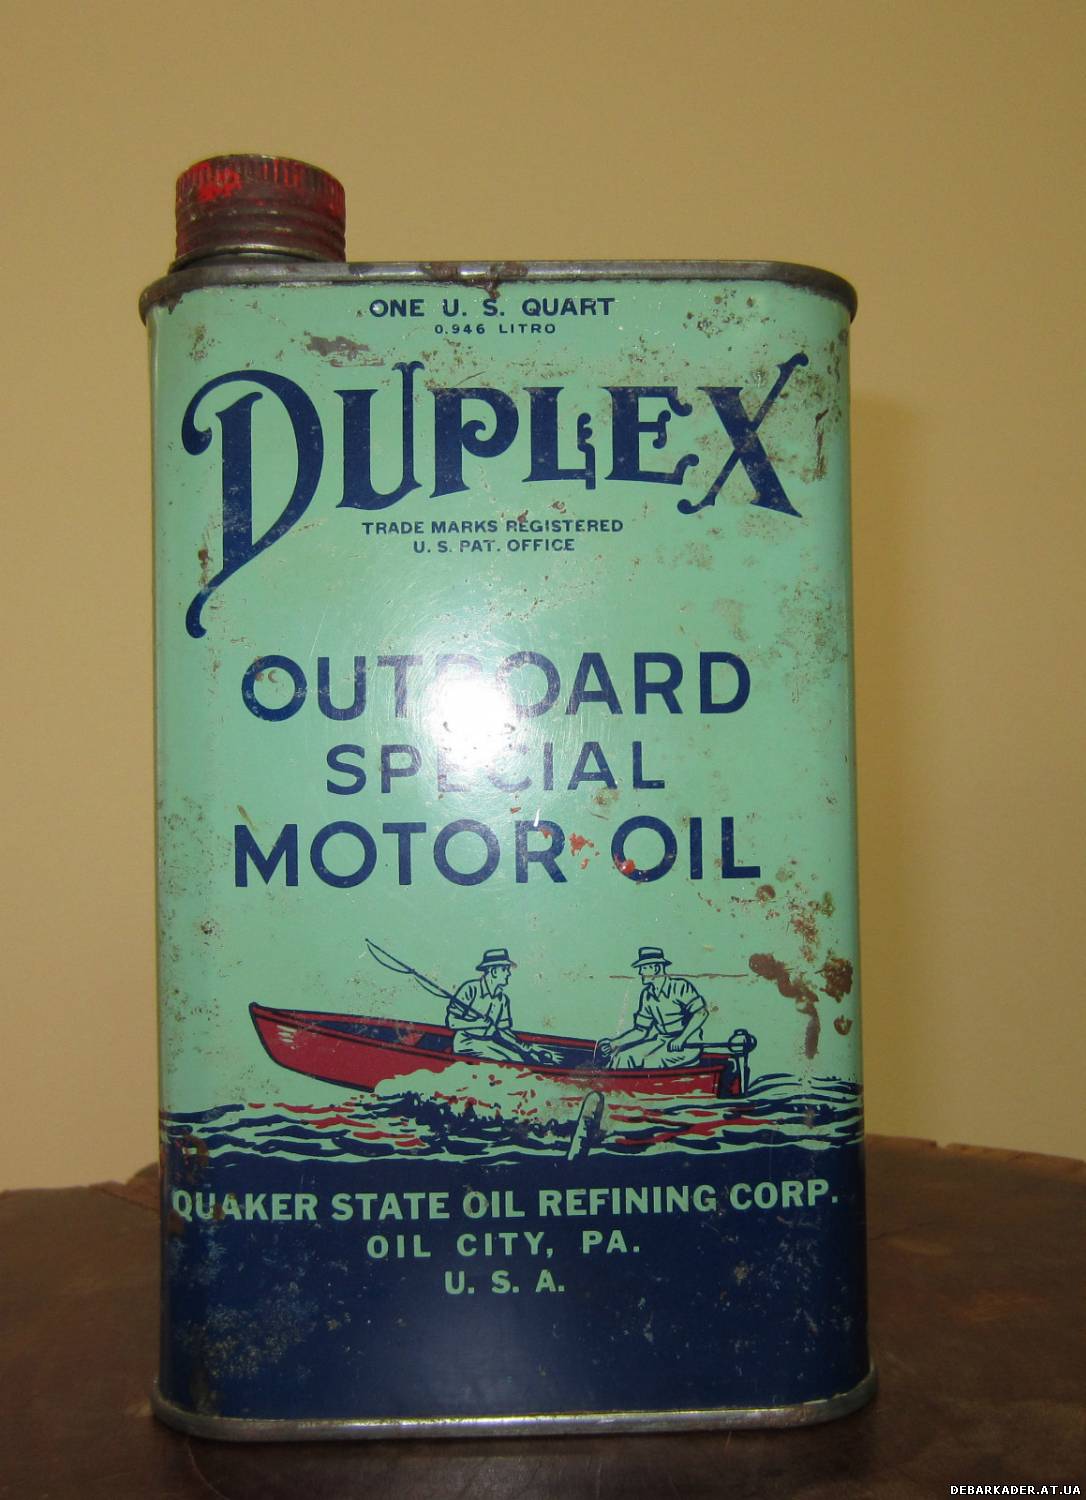 ONE U. S. QUART
0.946 LITRO
DUPLEX
TRADE MARKS REGISTERED
U. S. PAT. OFFICE
OUTBOARD
SPECIAL
MOTOR OIL
QUAKER STATE OIL REFINING CORP.
OIL CITY, PA.
U. S. A.
DEBARKADER.AT.UA